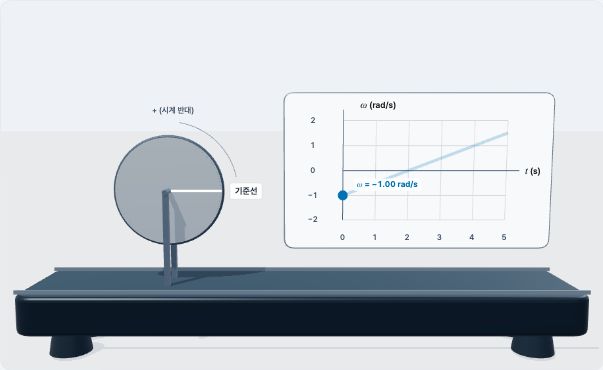 + (시계 반대)
기준선
ω (rad/s)
2
1
0
−1
−2
ω = −1.00 rad/s
t (s)
0 1 2 3 4 5